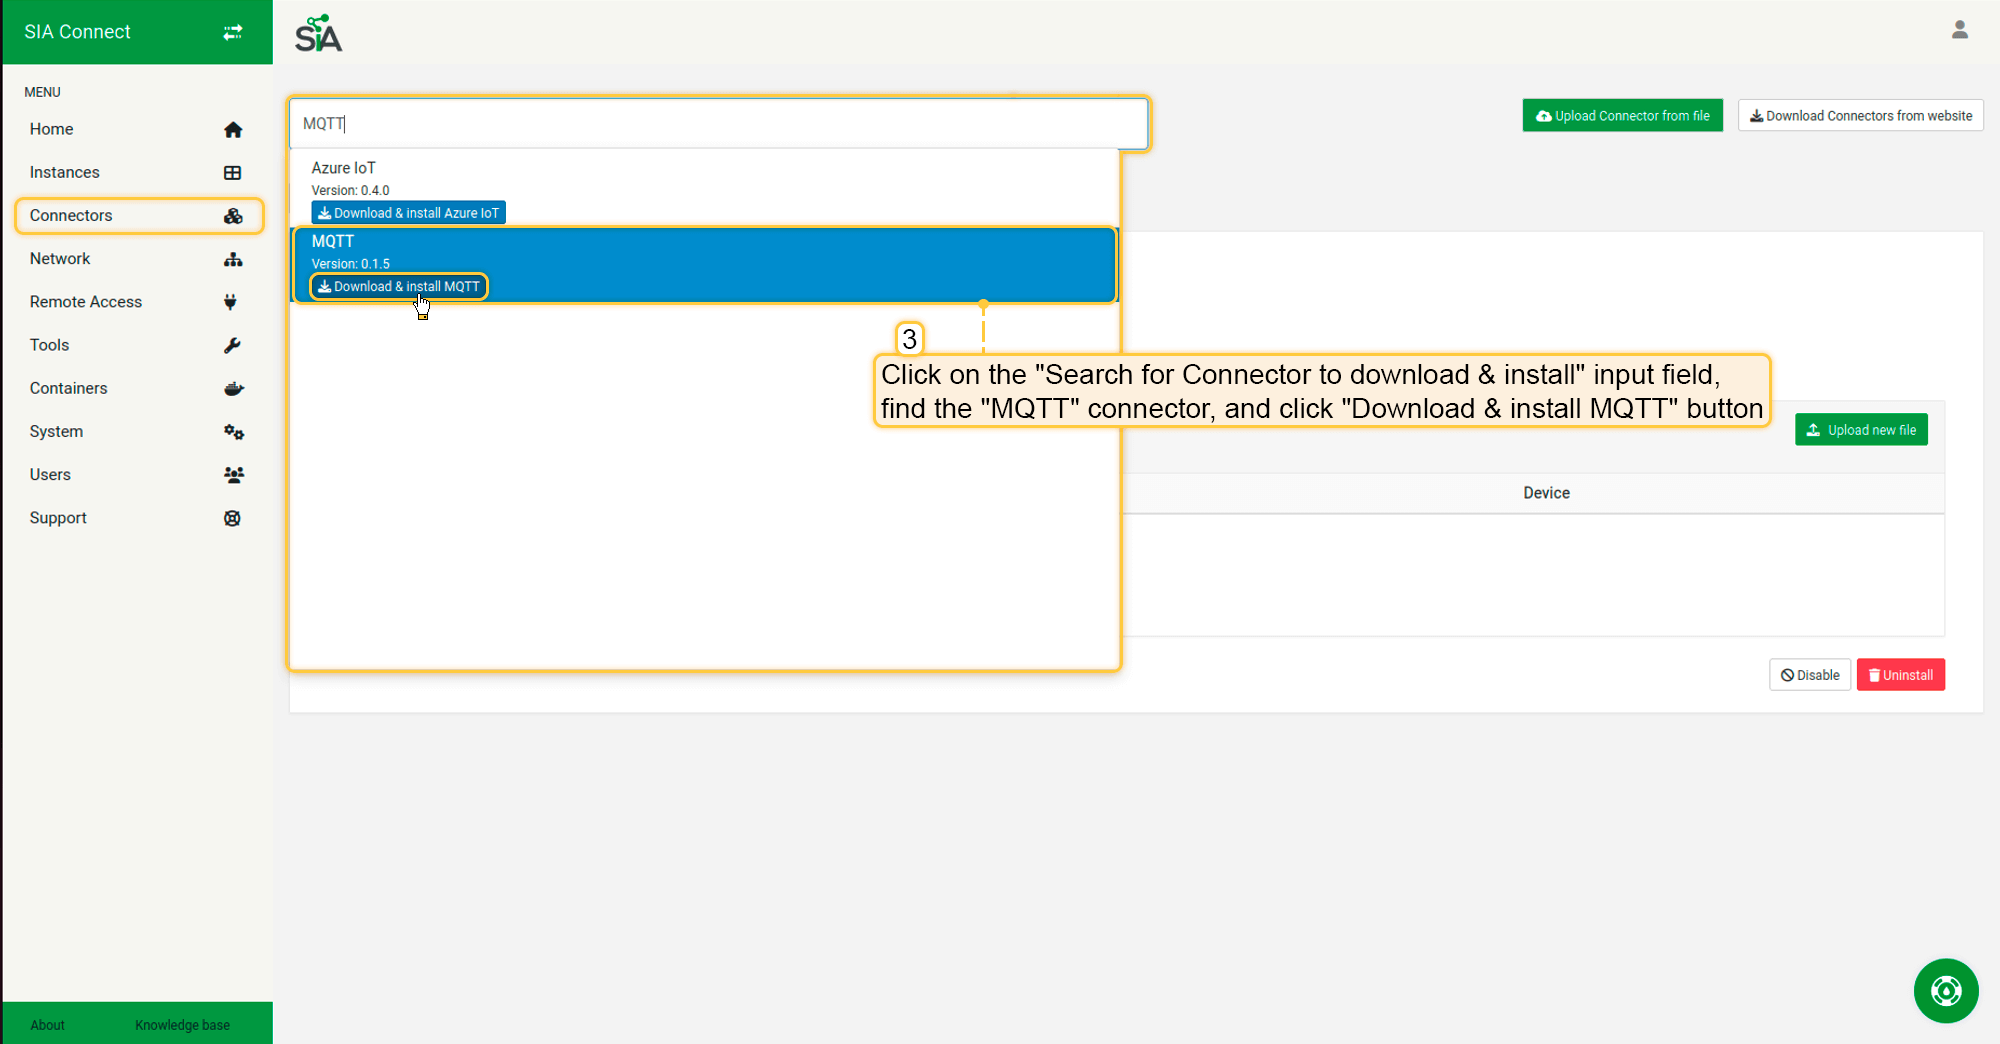 SIA Connect
SiA
MENU
Home
Instances
Connectors
Network
Remote Access
Tools
Containers
System
Users
Support
About
Knowledge base
MQTT
Upload Connector from file
Download Connectors from website
Azure IoT
Version: 0.4.0
Download & install Azure IoT
MQTT
Version: 0.1.5
Download & install MQTT
3
Click on the "Search for Connector to download & install" input field,
find the "MQTT" connector, and click "Download & install MQTT" button
Upload new file
Device
Disable
Uninstall